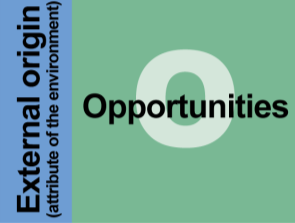 External origin
(attribute of the environment)
O
Opportunities